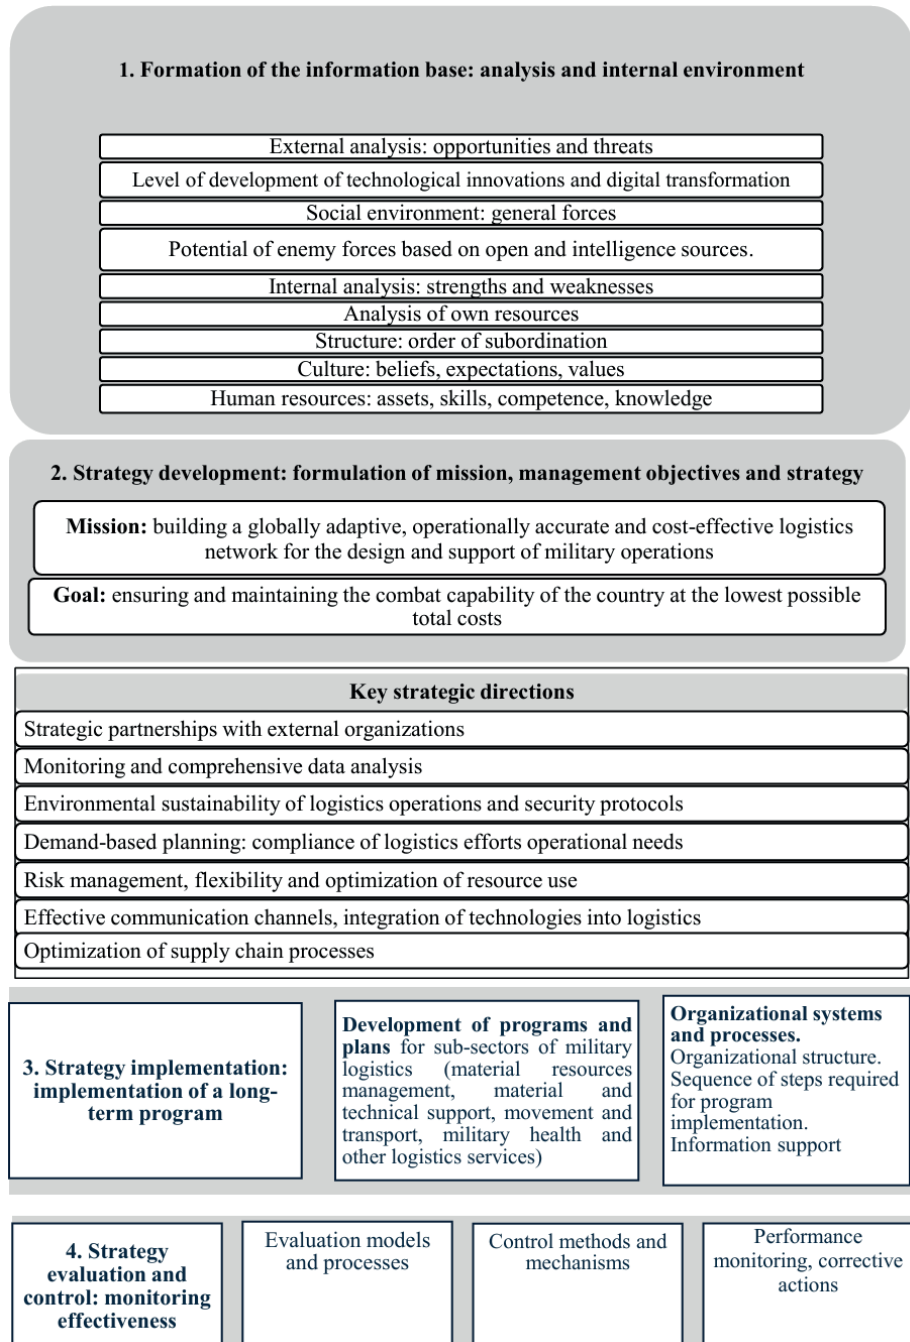 1. Formation of the information base: analysis and internal environment
External analysis: opportunities and threats
Level of development of technological innovations and digital transformation
Social environment: general forces
Potential of enemy forces based on open and intelligence sources.
Internal analysis: strengths and weaknesses
Analysis of own resources
Structure: order of subordination
Culture: beliefs, expectations, values
Human resources: assets, skills, competence, knowledge
2. Strategy development: formulation of mission, management objectives and strategy
Mission: building a globally adaptive, operationally accurate and cost-effective logistics
network for the design and support of military operations
Goal: ensuring and maintaining the combat capability of the country at the lowest possible
total costs
Key strategic directions
Strategic partnerships with external organizations
Monitoring and comprehensive data analysis
Environmental sustainability of logistics operations and security protocols
Demand-based planning: compliance of logistics efforts operational needs
Risk management, flexibility and optimization of resource use
Effective communication channels, integration of technologies into logistics
Optimization of supply chain processes
3. Strategy implementation:
implementation of a long-
term program
Development of programs and
plans for sub-sectors of military
logistics (material resources
management, material and
technical support, movement and
transport, military health and
other logistics services)
Organizational systems
and processes.
Organizational structure.
Sequence of steps required
for program
implementation.
Information support
4. Strategy
evaluation and
control: monitoring
effectiveness
Evaluation models
and processes
Control methods and
mechanisms
Performance
monitoring, corrective
actions